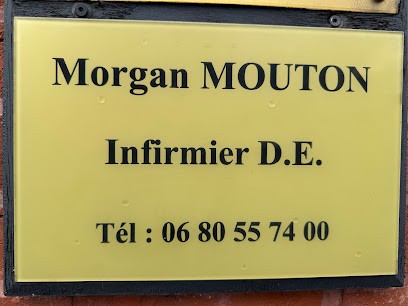 Morgan MOUTON
Infirmier D.E.
Tél : 06 80 55 74 00